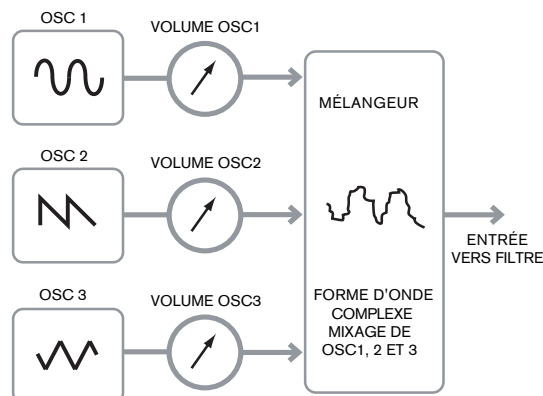 OSC 1
VOLUME OSC1
OSC 2
VOLUME OSC2
OSC 3
VOLUME OSC3
MÉLANGEUR
FORME D'ONDE
COMPLEXE
MIXAGE DE
OSC1, 2 ET 3
ENTRÉE
VERS FILTRE